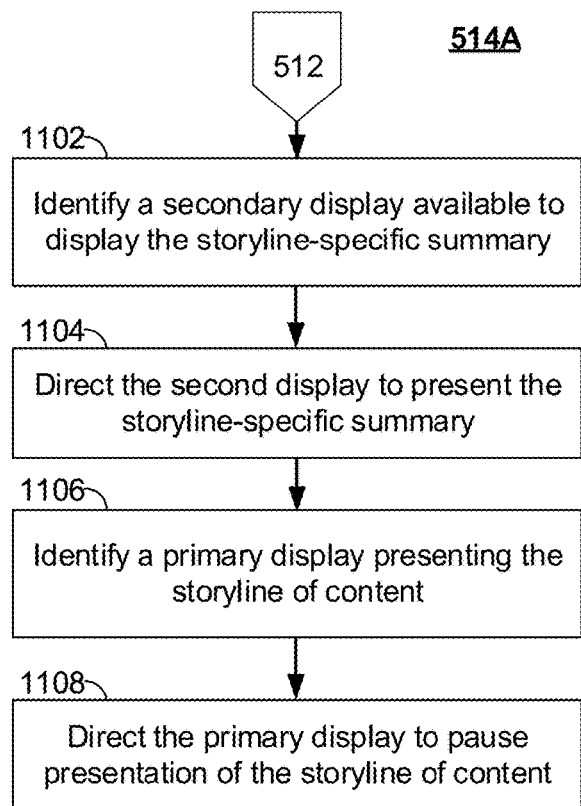 514A
512
1102
Identify a secondary display available to
display the storyline-specific summary
1104
Direct the second display to present the
storyline-specific summary
1106
Identify a primary display presenting the
storyline of content
1108
Direct the primary display to pause
presentation of the storyline of content